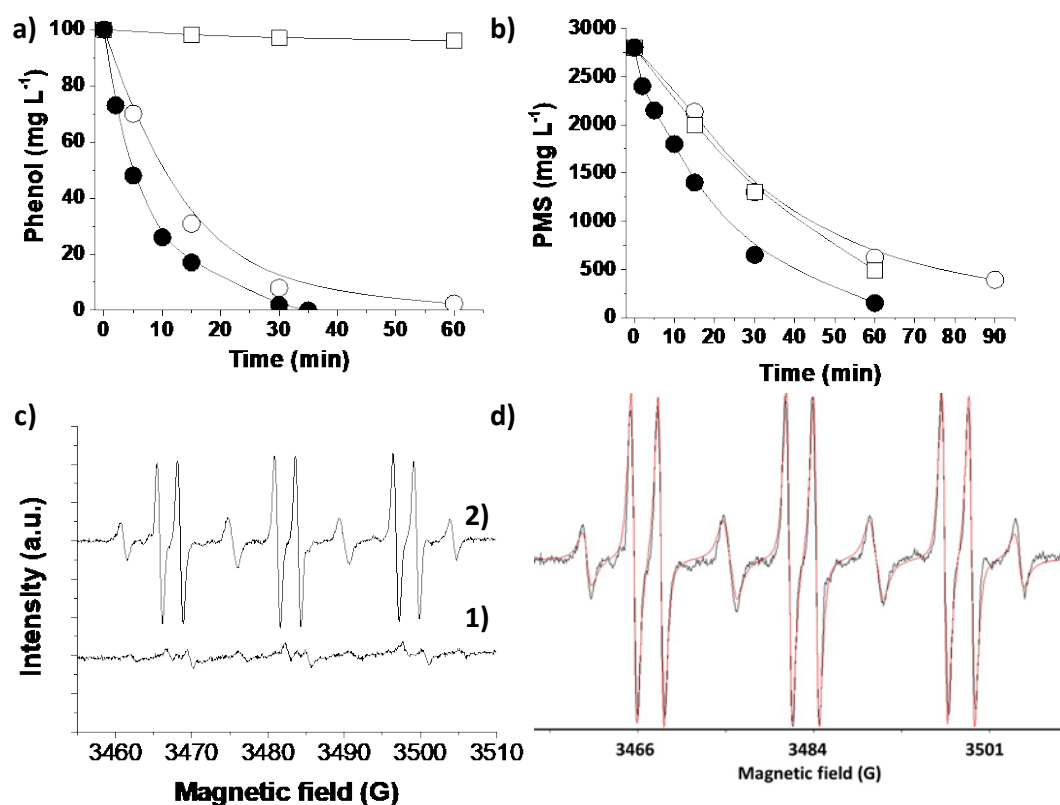 a)
Phenol (mg L⁻¹)
100
80
60
40
20
0
0 10 20 30 40 50 60
Time (min)
b)
PMS (mg L⁻¹)
3000
2500
2000
1500
1000
500
0
0 10 20 30 40 50 60 70 80 90
Time (min)
c)
Intensity (a.u.)
2)
1)
3460 3470 3480 3490 3500 3510
Magnetic field (G)
d)
3466 3484 3501
Magnetic field (G)